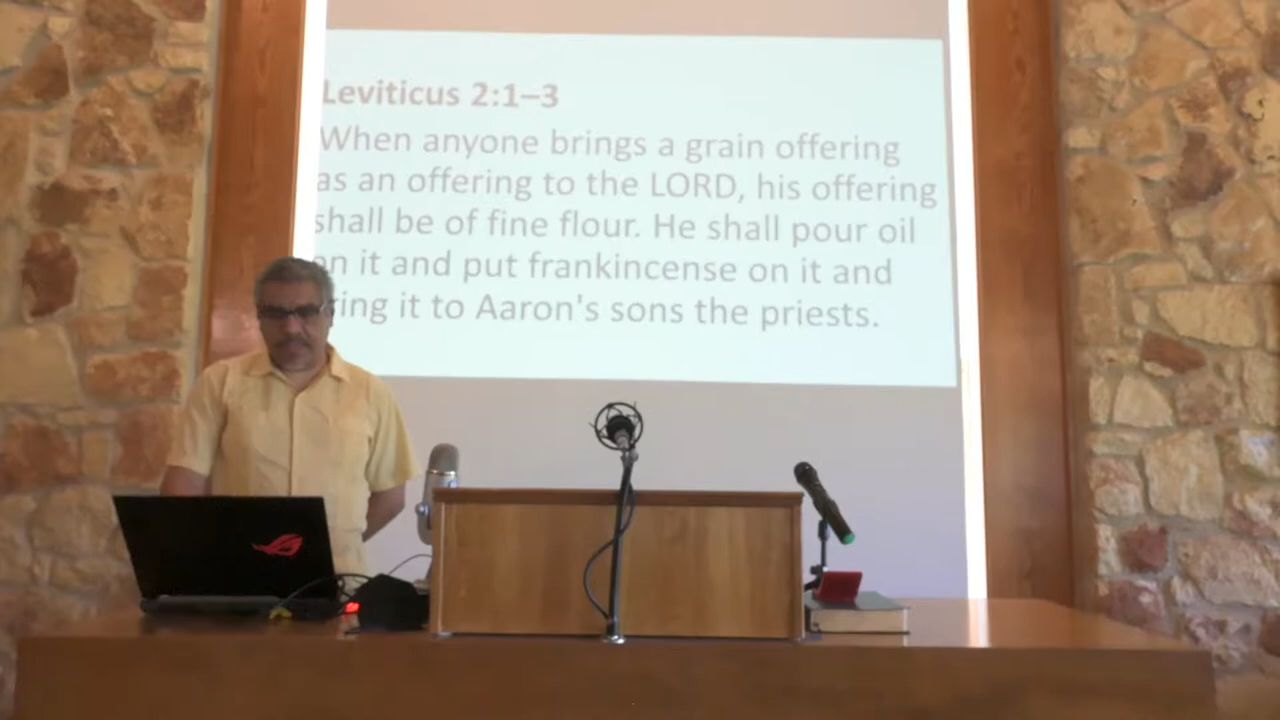 Leviticus 2:1–3
When anyone brings a grain offering
as an offering to the LORD, his offering
shall be of fine flour. He shall pour oil
on it and put frankincense on it and
ring it to Aaron's sons the priests.